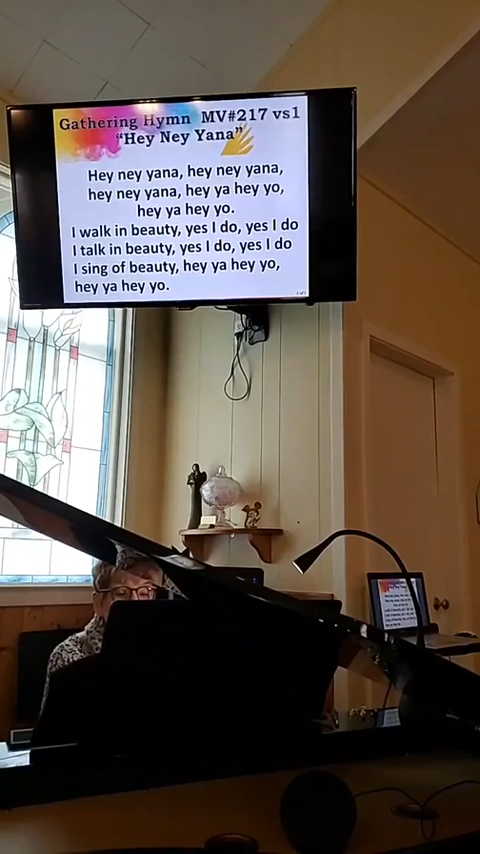 Gathering Hymn MV#217 vs1
“Hey Ney Yana”
Hey ney yana, hey ney yana,
hey ney yana, hey ya hey yo,
hey ya hey yo.
I walk in beauty, yes I do, yes I do
I talk in beauty, yes I do, yes I do
I sing of beauty, hey ya hey yo,
hey ya hey yo.